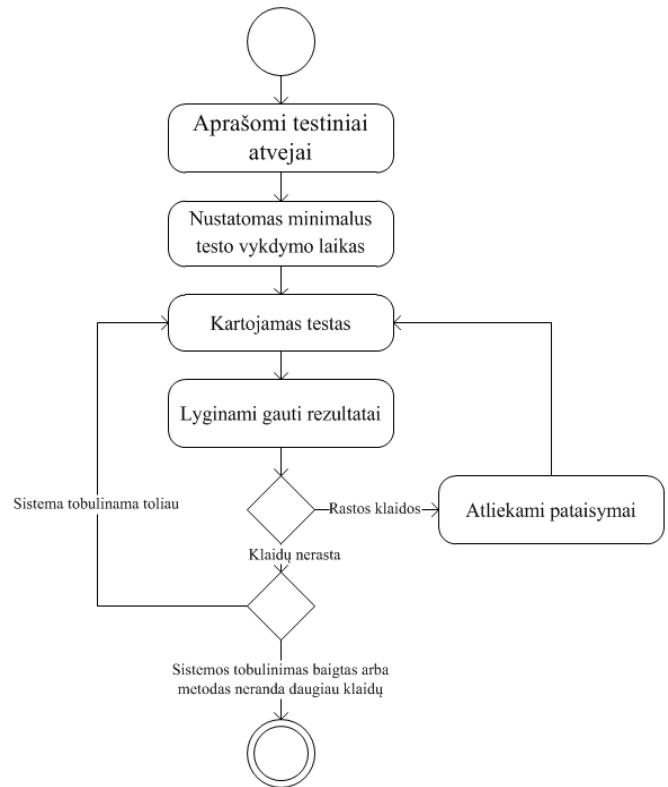 Aprašomi testiniai
atvejai
Nustatomas minimalus
testo vykdymo laikas
Kartojamas testas
Lyginami gauti rezultatai
Sistema tobulinama toliau
Rastos klaidos
Atliekami pataisymai
Klaidų nerasta
Sistemos tobulinimas baigtas arba
metodas neranda daugiau klaidų